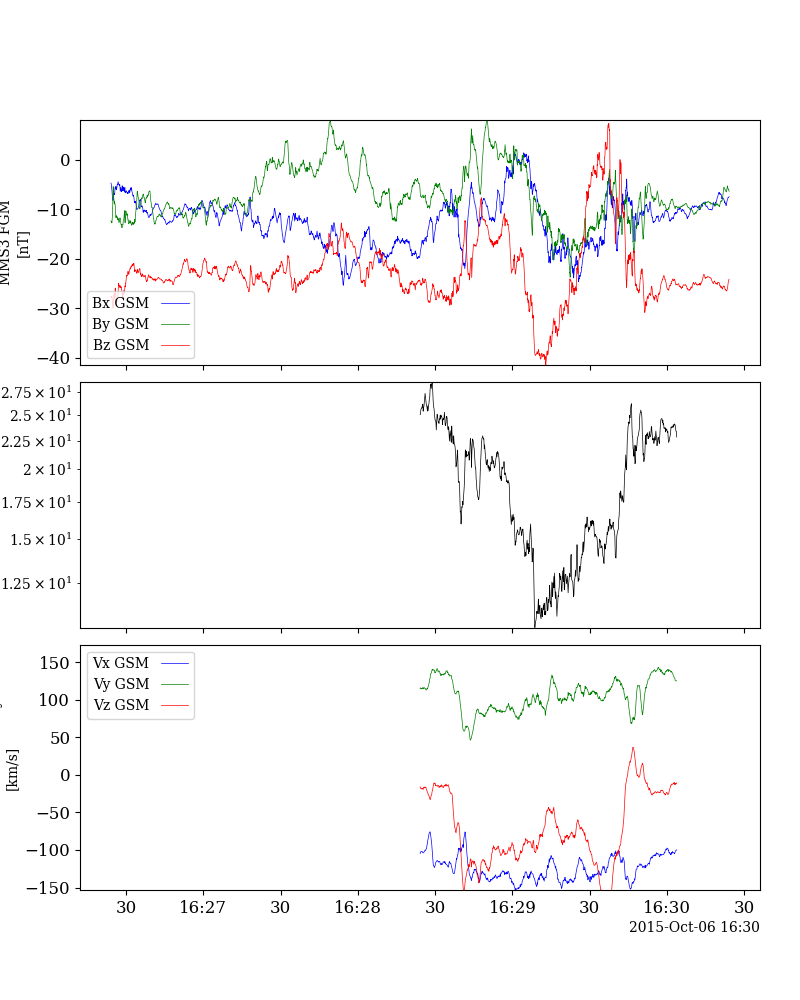 0
−10
−20
−30
−40
MMS3 FGM
[nT]
Bx GSM
By GSM
Bz GSM
2.75 × 10¹
2.5 × 10¹
2.25 × 10¹
2 × 10¹
1.75 × 10¹
1.5 × 10¹
1.25 × 10¹
150
100
50
0
−50
−100
−150
[km/s]
Vx GSM
Vy GSM
Vz GSM
30 16:27 30 16:28 30 16:29 30 16:30 30
2015-Oct-06 16:30